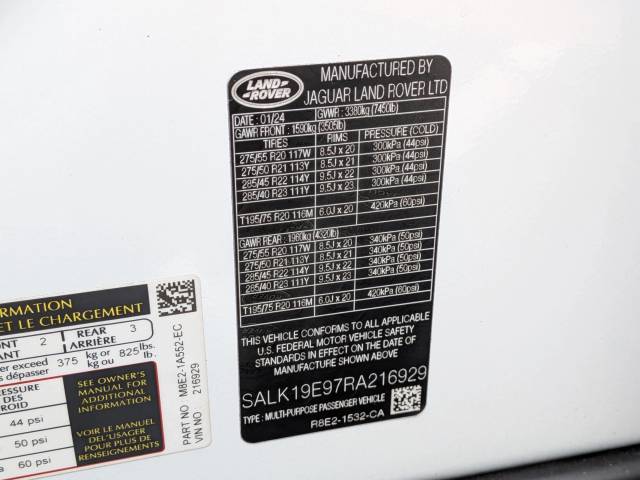 LAND
ROVER
MANUFACTURED BY
JAGUAR LAND ROVER LTD
DATE : 01/24 GVWR : 3380kg (7450lb)
GAWR FRONT : 1590kg (3505lb)
TIRES RIMS PRESSURE (COLD)
275/55 R20 117W 8.5J x 20 300kPa (44psi)
275/50 R21 113Y 8.5J x 21 300kPa (44psi)
285/45 R22 114Y 9.5J x 22 300kPa (44psi)
285/40 R23 111Y 9.5J x 23 300kPa (44psi)
T195/75 R20 116M 6.0J x 20 420kPa (60psi)
GAWR REAR : 1960kg (4320lb)
275/55 R20 117W 8.5J x 20 340kPa (50psi)
275/50 R21 113Y 8.5J x 21 340kPa (50psi)
285/45 R22 114Y 9.5J x 22 340kPa (50psi)
285/40 R23 111Y 9.5J x 23 340kPa (50psi)
T195/75 R20 116M 6.0J x 20 420kPa (60psi)
THIS VEHICLE CONFORMS TO ALL APPLICABLE
U.S. FEDERAL MOTOR VEHICLE SAFETY
STANDARDS IN EFFECT ON THE DATE OF
MANUFACTURE SHOWN ABOVE
SALK19E97RA216929
TYPE : MULTI-PURPOSE PASSENGER VEHICLE
R8E2-1532-CA
ORMATION
ET LE CHARGEMENT
NT 2 REAR 3
ANT ARRIÈRE
er exceed 375 kg or 825 lbs.
s dépasser kg ou lb.
ESSURE
DES
ROID
44 psi
50 psi
60 psi
SEE OWNER'S
MANUAL FOR
ADDITIONAL
INFORMATION
VOIR LE MANUEL
DE L'USAGER
POUR PLUS DE
RENSEIGNEMENTS
PART NO M8E2-1A552-EC
VIN NO 216929